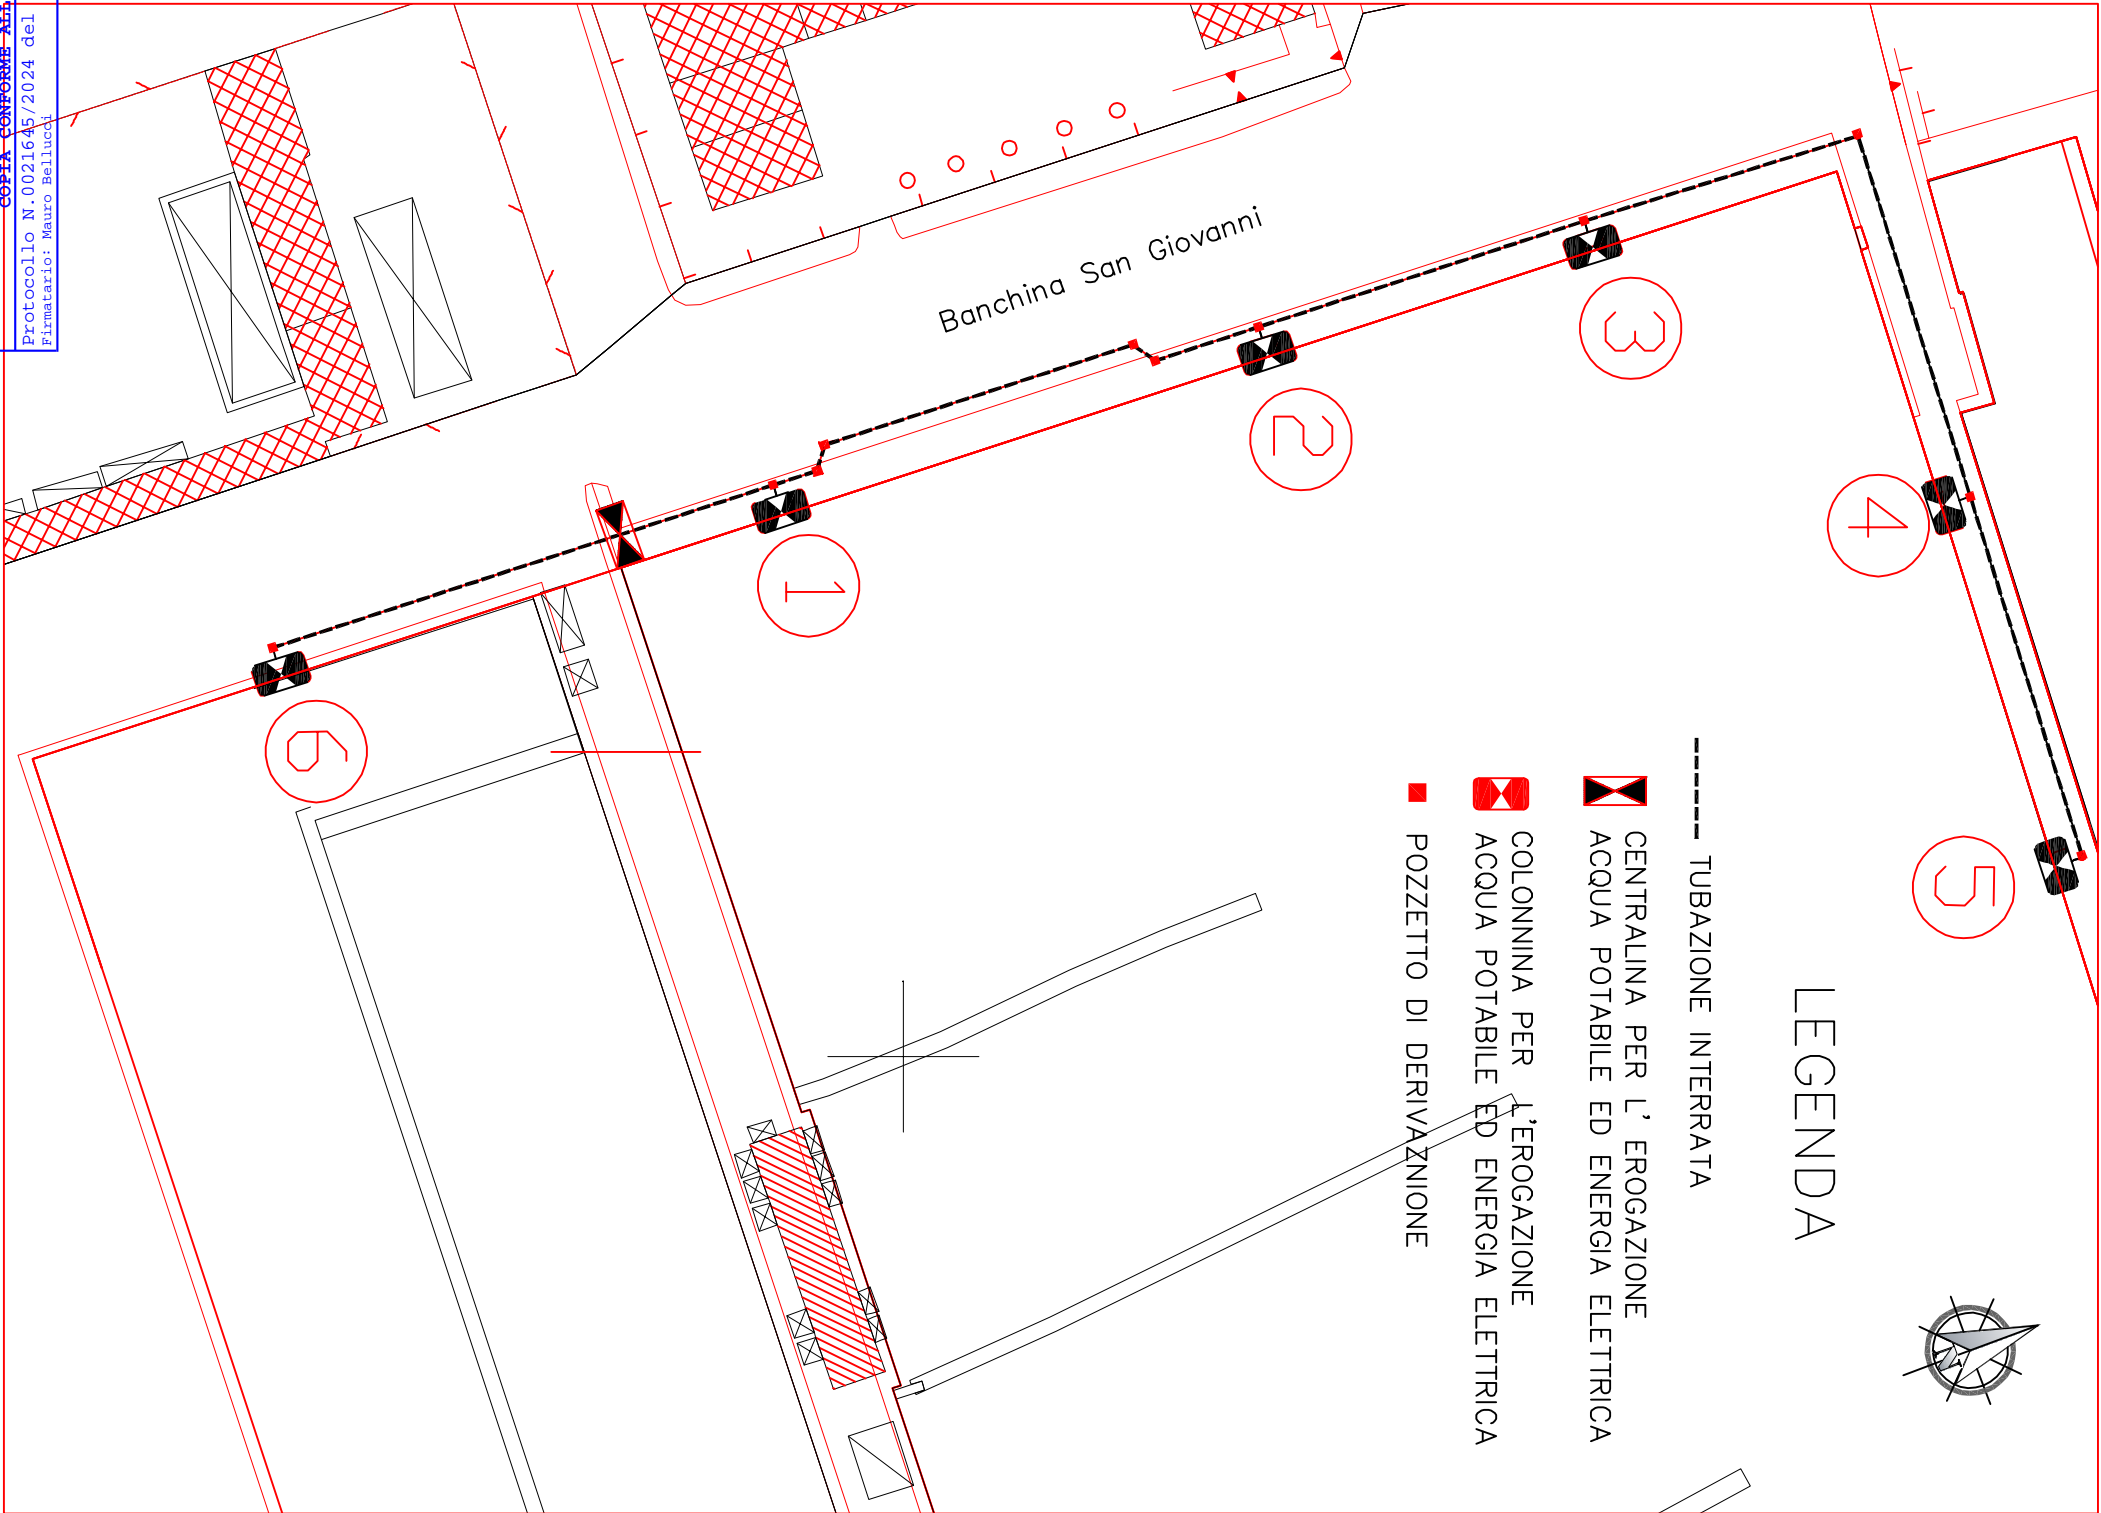 COPIA CONFORME ALL
Protocollo N.0021645/2024 del
Firmatario: Mauro Bellucci
Banchina San Giovanni
1
2
3
4
5
6
LEGENDA
TUBAZIONE INTERRATA
CENTRALINA PER L' EROGAZIONE
ACQUA POTABILE ED ENERGIA ELETTRICA
COLONNINA PER L'EROGAZIONE
ACQUA POTABILE ED ENERGIA ELETTRICA
POZZETTO DI DERIVAZNIONE
N